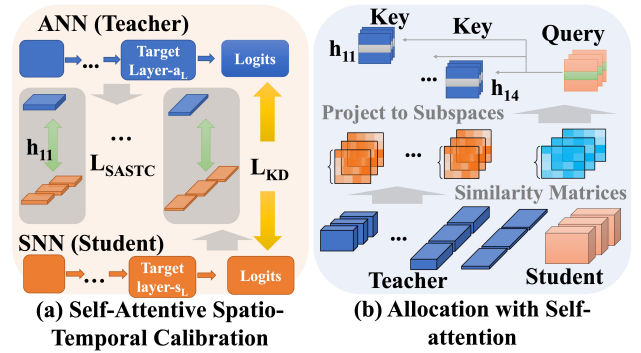 ANN (Teacher)
...
Target
Layer-aL
Logits
h11
...
LSASTC
LKD
SNN (Student)
...
Target
layer-sL
Logits
(a) Self-Attentive Spatio-
Temporal Calibration
Key
Key
Query
h11
...
h14
Project to Subspaces
...
Similarity Matrices
...
Teacher
Student
(b) Allocation with Self-
attention